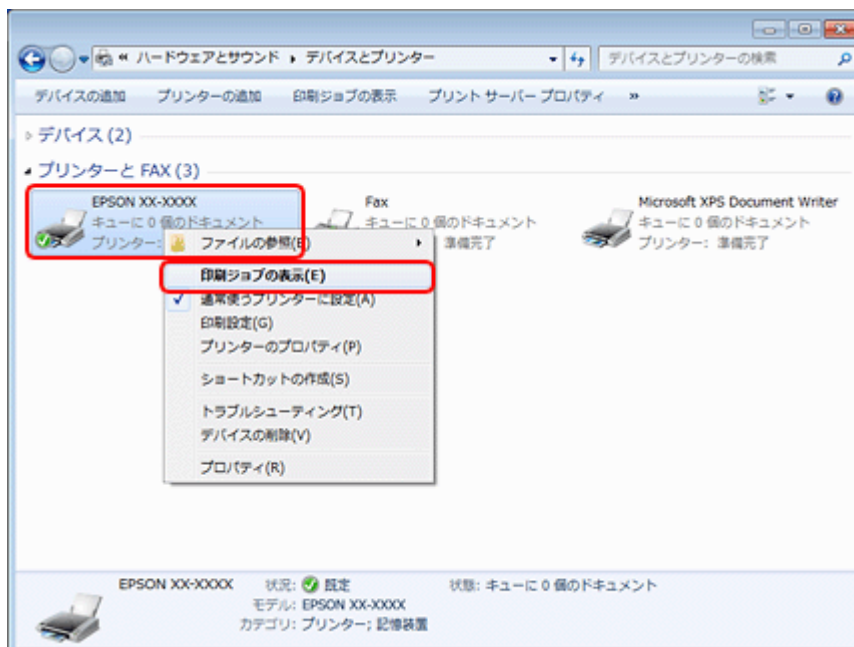 ハードウェアとサウンド デバイスとプリンター デバイスとプリンターの検索
デバイスの追加 プリンターの追加 印刷ジョブの表示 プリント サーバー プロパティ »
デバイス (2)
プリンターと FAX (3)
EPSON XX-XXXX
キューに 0 個のドキュメント
プリンター:
Fax
キューに 0 個のドキュメント
準備完了
Microsoft XPS Document Writer
キューに 0 個のドキュメント
プリンター: 準備完了
ファイルの参照(E)
印刷ジョブの表示(E)
通常使うプリンターに設定(A)
印刷設定(G)
プリンターのプロパティ(P)
ショートカットの作成(S)
トラブルシューティング(T)
デバイスの削除(V)
プロパティ(R)
EPSON XX-XXXX 状況: 既定 状態: キューに 0 個のドキュメント
モデル: EPSON XX-XXXX
カテゴリ: プリンター; 記憶装置